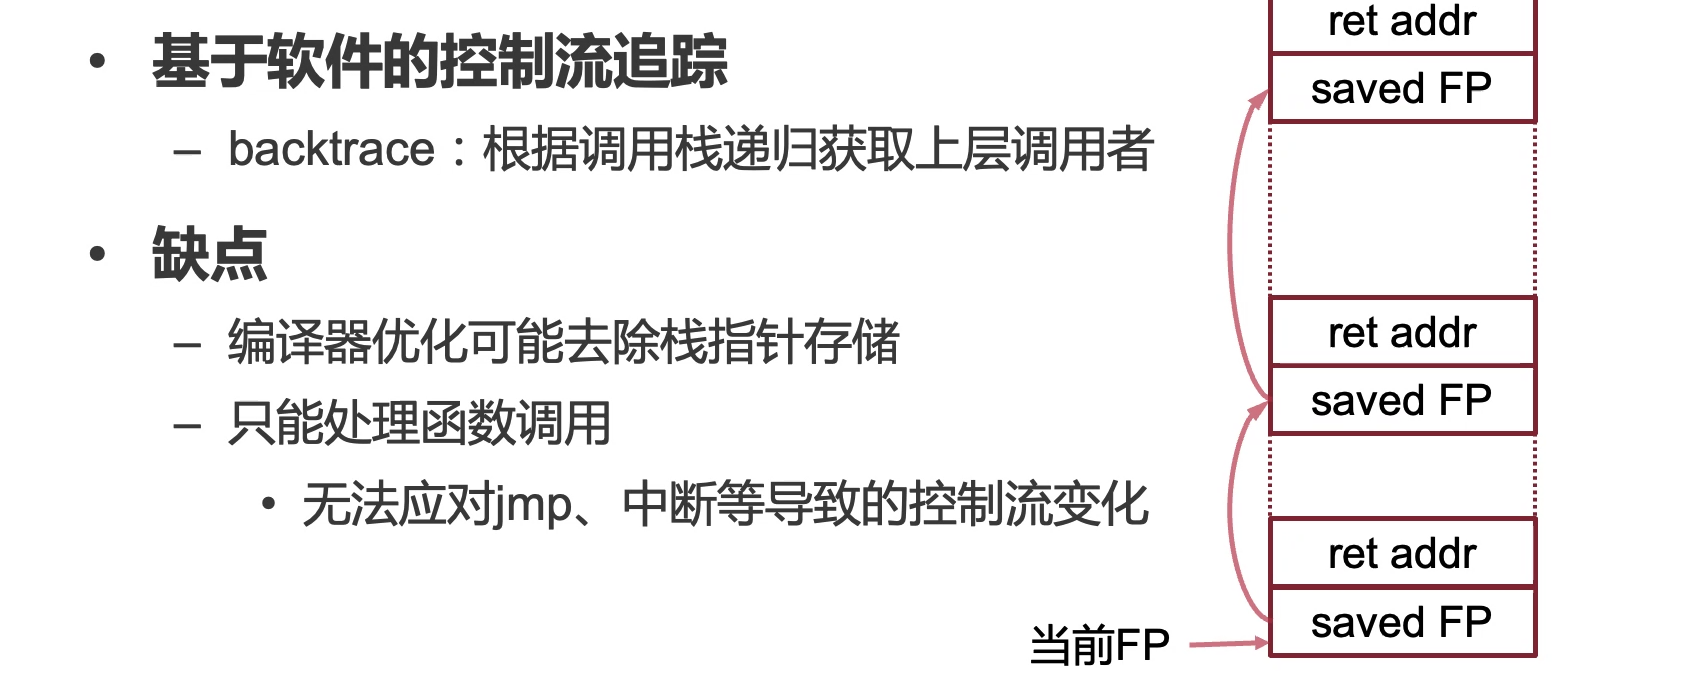 • 基于软件的控制流追踪
– backtrace：根据调用栈递归获取上层调用者
• 缺点
– 编译器优化可能去除栈指针存储
– 只能处理函数调用
• 无法应对jmp、中断等导致的控制流变化
ret addr
saved FP
ret addr
saved FP
ret addr
saved FP
当前FP